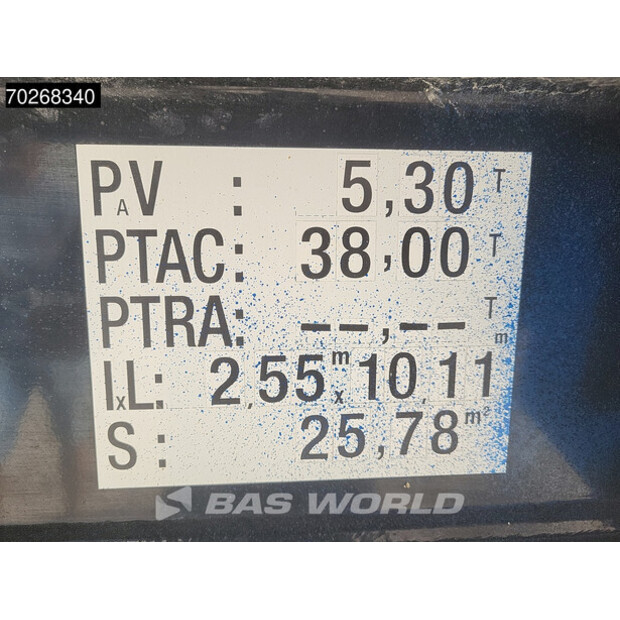 70268340
PAV : 5,30 T
PTAC: 38,00 T
PTRA: --,-- T
IxL: 2,55 m x 10,11 m
S: 25,78 m²
BAS WORLD